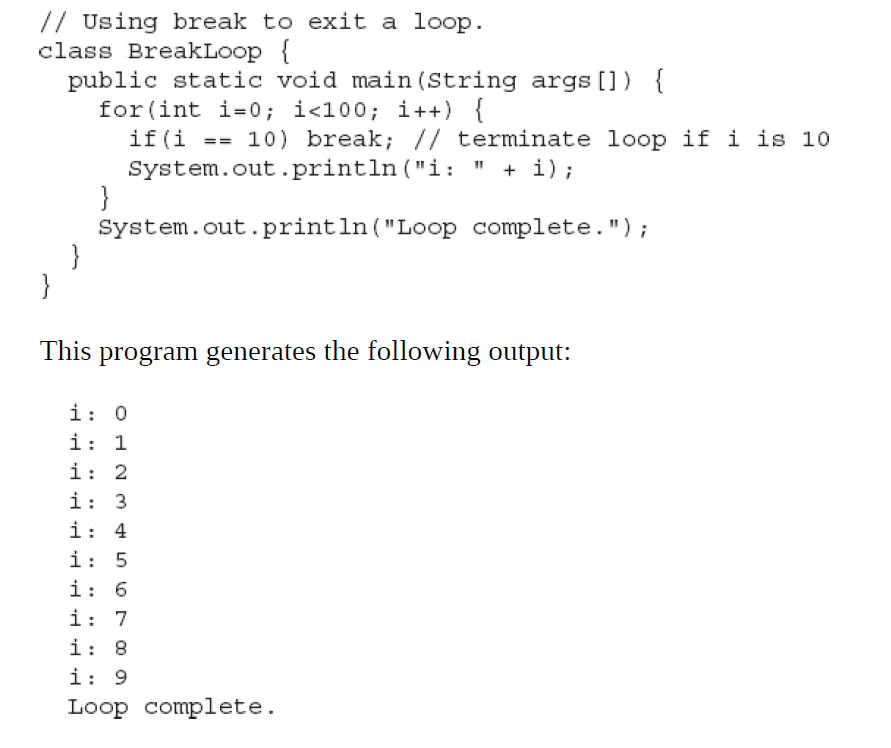 // Using break to exit a loop.
class BreakLoop {
  public static void main(String args[]) {
    for(int i=0; i<100; i++) {
      if(i == 10) break; // terminate loop if i is 10
      System.out.println("i: " + i);
    }
    System.out.println("Loop complete.");
  }
}
This program generates the following output:
i: 0
i: 1
i: 2
i: 3
i: 4
i: 5
i: 6
i: 7
i: 8
i: 9
Loop complete.